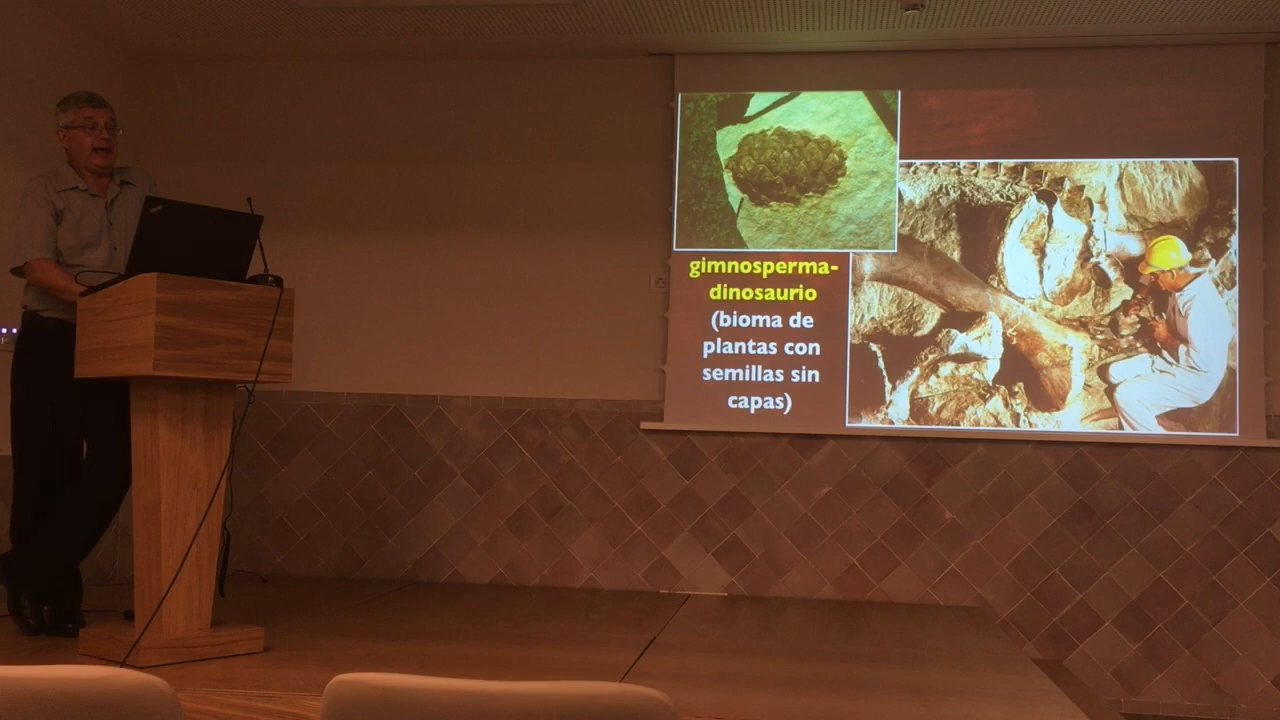 gimnosperma-
dinosaurio
(bioma de
plantas con
semillas sin
capas)